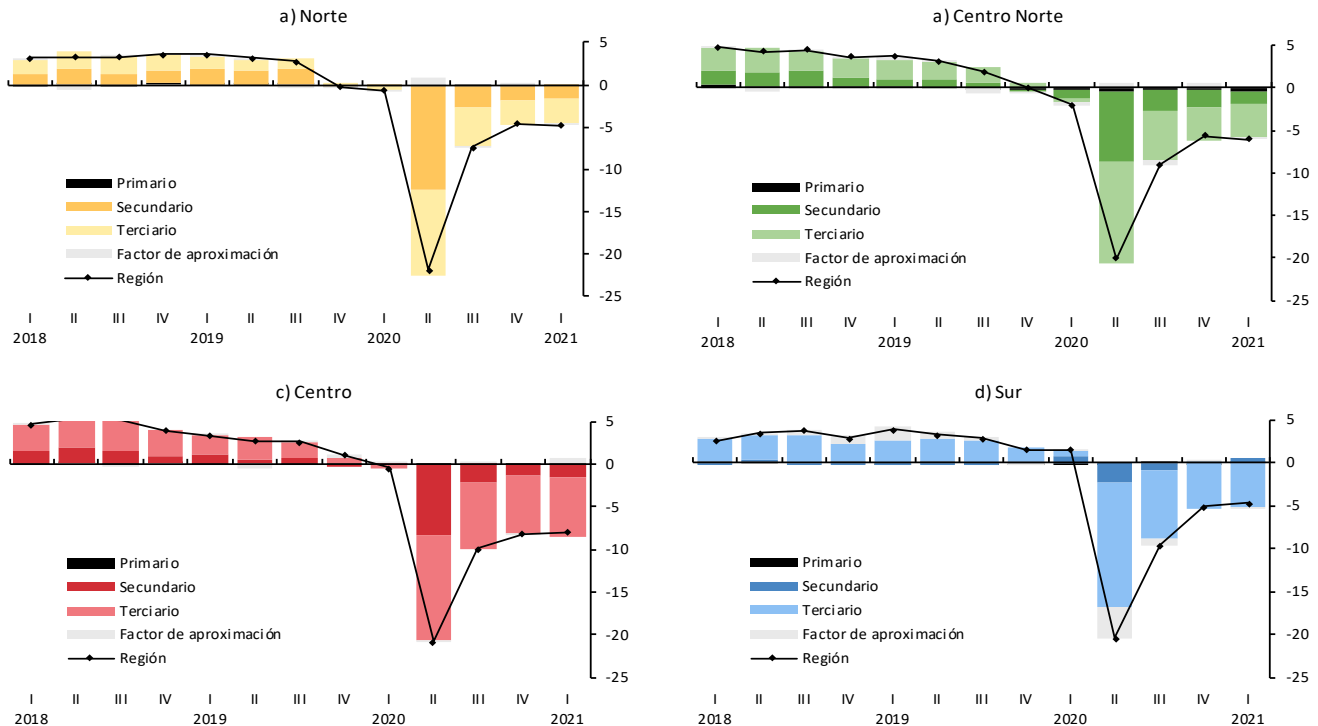 a) Norte
5
0
-5
-10
-15
-20
-25
Primario
Secundario
Terciario
Factor de aproximación
Región
I II III IV I II III IV I II III IV I
2018 2019 2020 2021
a) Centro Norte
5
0
-5
-10
-15
-20
-25
Primario
Secundario
Terciario
Factor de aproximación
Región
I II III IV I II III IV I II III IV I
2018 2019 2020 2021
c) Centro
5
0
-5
-10
-15
-20
-25
Primario
Secundario
Terciario
Factor de aproximación
Región
I II III IV I II III IV I II III IV I
2018 2019 2020 2021
d) Sur
5
0
-5
-10
-15
-20
-25
Primario
Secundario
Terciario
Factor de aproximación
Región
I II III IV I II III IV I II III IV I
2018 2019 2020 2021